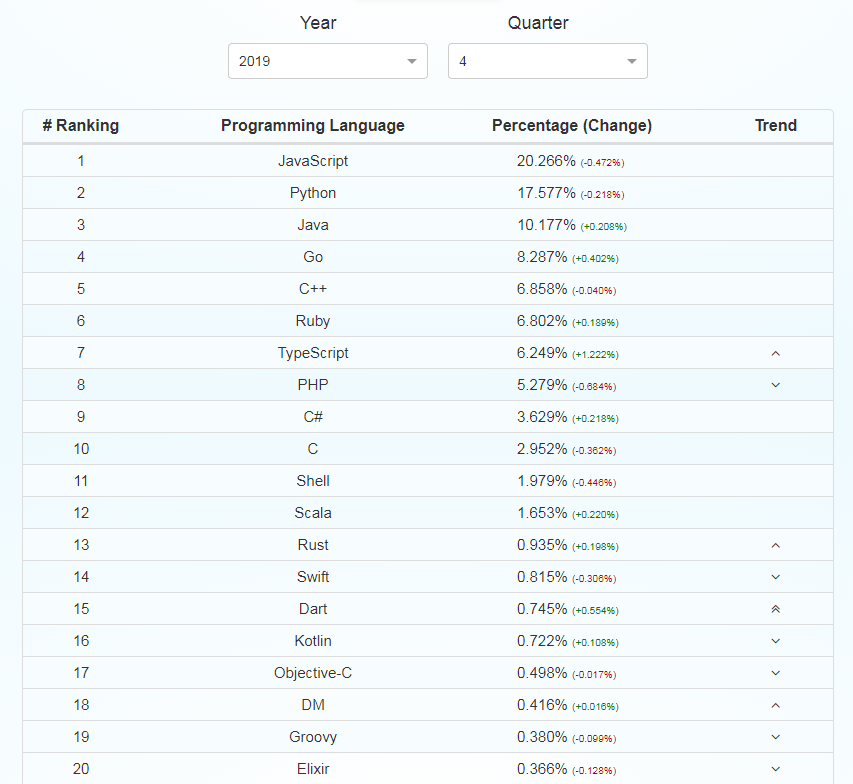 Year Quarter
2019 4
# Ranking Programming Language Percentage (Change) Trend
1 JavaScript 20.266% (-0.472%)
2 Python 17.577% (-0.218%)
3 Java 10.177% (+0.208%)
4 Go 8.287% (+0.402%)
5 C++ 6.858% (-0.040%)
6 Ruby 6.802% (+0.189%)
7 TypeScript 6.249% (+1.222%)
8 PHP 5.279% (-0.684%)
9 C# 3.629% (+0.218%)
10 C 2.952% (-0.362%)
11 Shell 1.979% (-0.446%)
12 Scala 1.653% (+0.220%)
13 Rust 0.935% (+0.198%)
14 Swift 0.815% (-0.306%)
15 Dart 0.745% (+0.554%)
16 Kotlin 0.722% (+0.108%)
17 Objective-C 0.498% (-0.017%)
18 DM 0.416% (+0.016%)
19 Groovy 0.380% (-0.099%)
20 Elixir 0.366% (-0.128%)